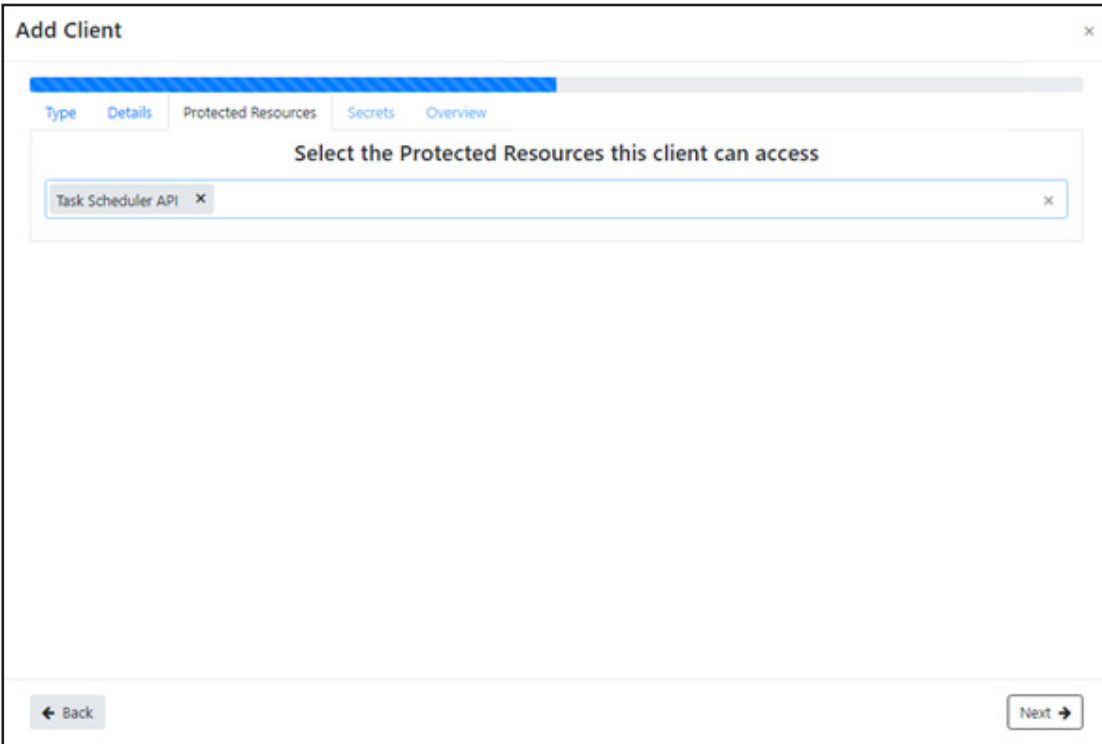 Add Client ×
Type Details Protected Resources Secrets Overview
Select the Protected Resources this client can access
Task Scheduler API × ×
← Back Next →